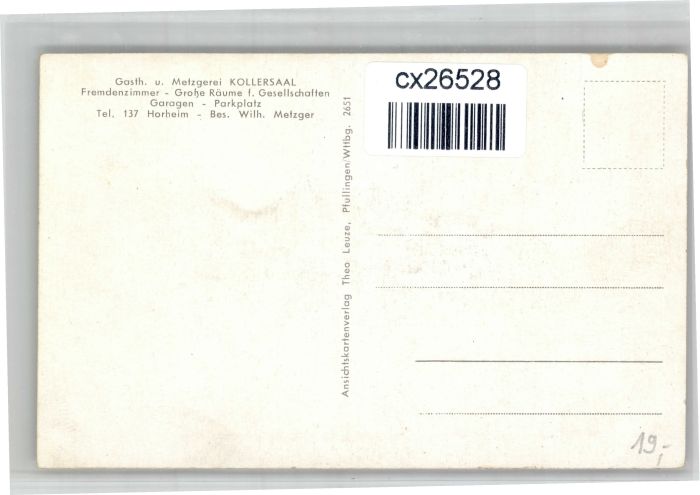 Gasth. u. Metzgerei KOLLERSAAL
Fremdenzimmer - Große Räume f. Gesellschaften
Garagen - Parkplatz
Tel. 137 Horheim - Bes. Wilh. Metzger
Ansichtskartenverlag Theo Leuze, Pfullingen/Wttbg. 2651
cx26528
19,-